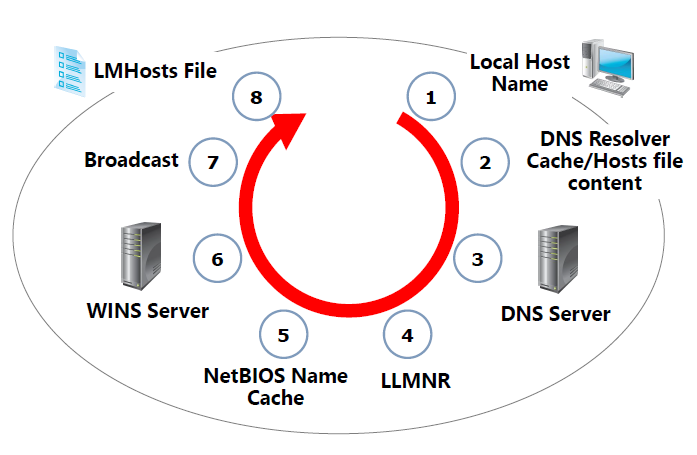 1
Local Host
Name
2
DNS Resolver
Cache/Hosts file
content
3
DNS Server
4
LLMNR
5
NetBIOS Name
Cache
6
WINS Server
7
Broadcast
8
LMHosts File